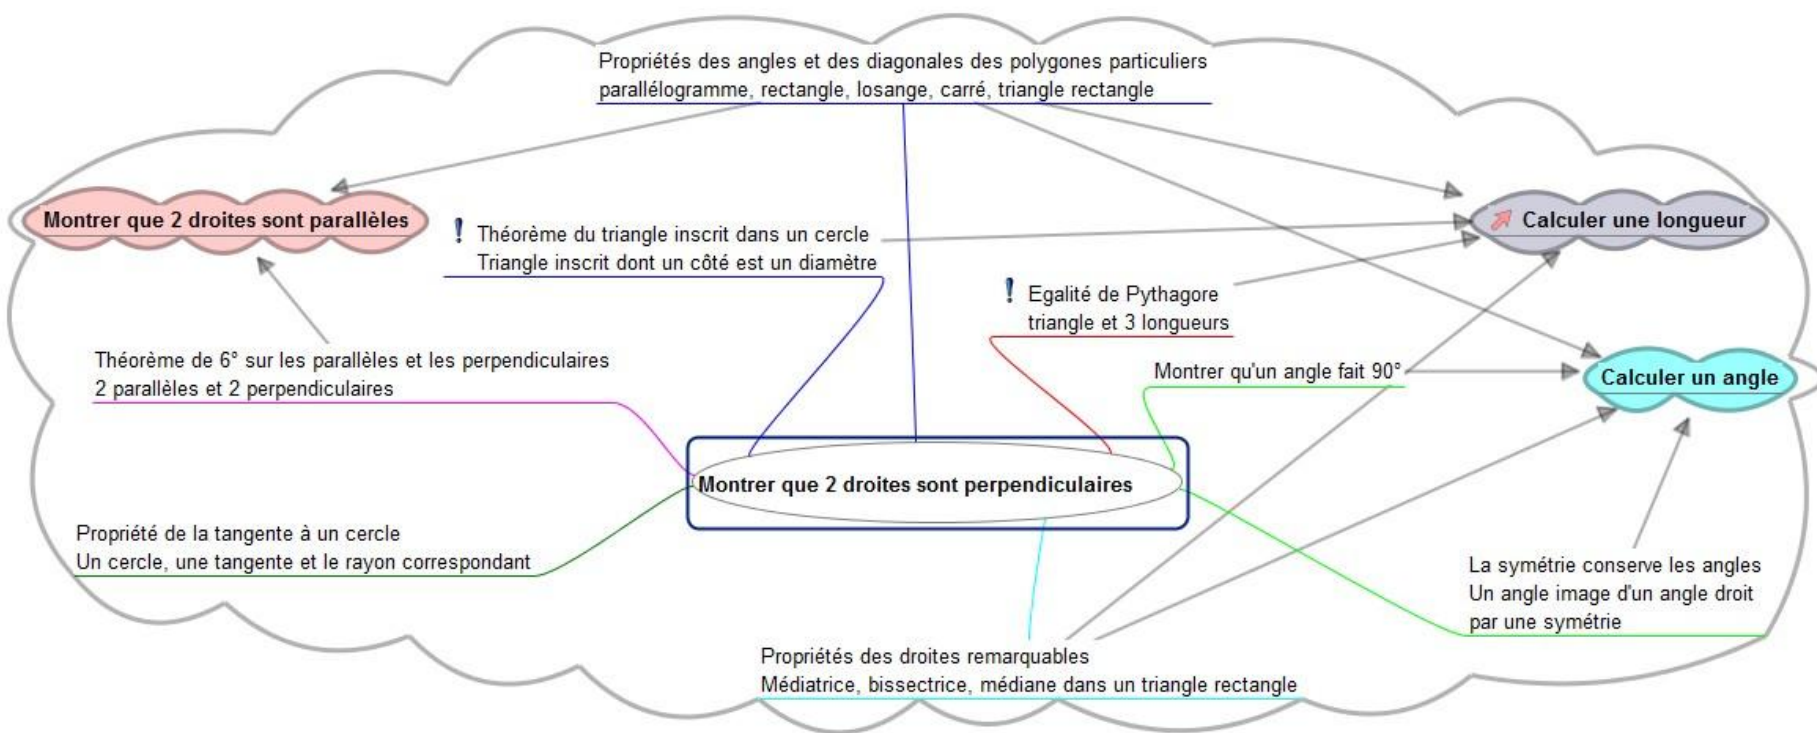 Propriétés des angles et des diagonales des polygones particuliers
parallélogramme, rectangle, losange, carré, triangle rectangle
Montrer que 2 droites sont parallèles
Théorème du triangle inscrit dans un cercle
Triangle inscrit dont un côté est un diamètre
Calculer une longueur
Egalité de Pythagore
triangle et 3 longueurs
Théorème de 6° sur les parallèles et les perpendiculaires
2 parallèles et 2 perpendiculaires
Montrer qu'un angle fait 90°
Calculer un angle
Montrer que 2 droites sont perpendiculaires
Propriété de la tangente à un cercle
Un cercle, une tangente et le rayon correspondant
La symétrie conserve les angles
Un angle image d'un angle droit
par une symétrie
Propriétés des droites remarquables
Médiatrice, bissectrice, médiane dans un triangle rectangle